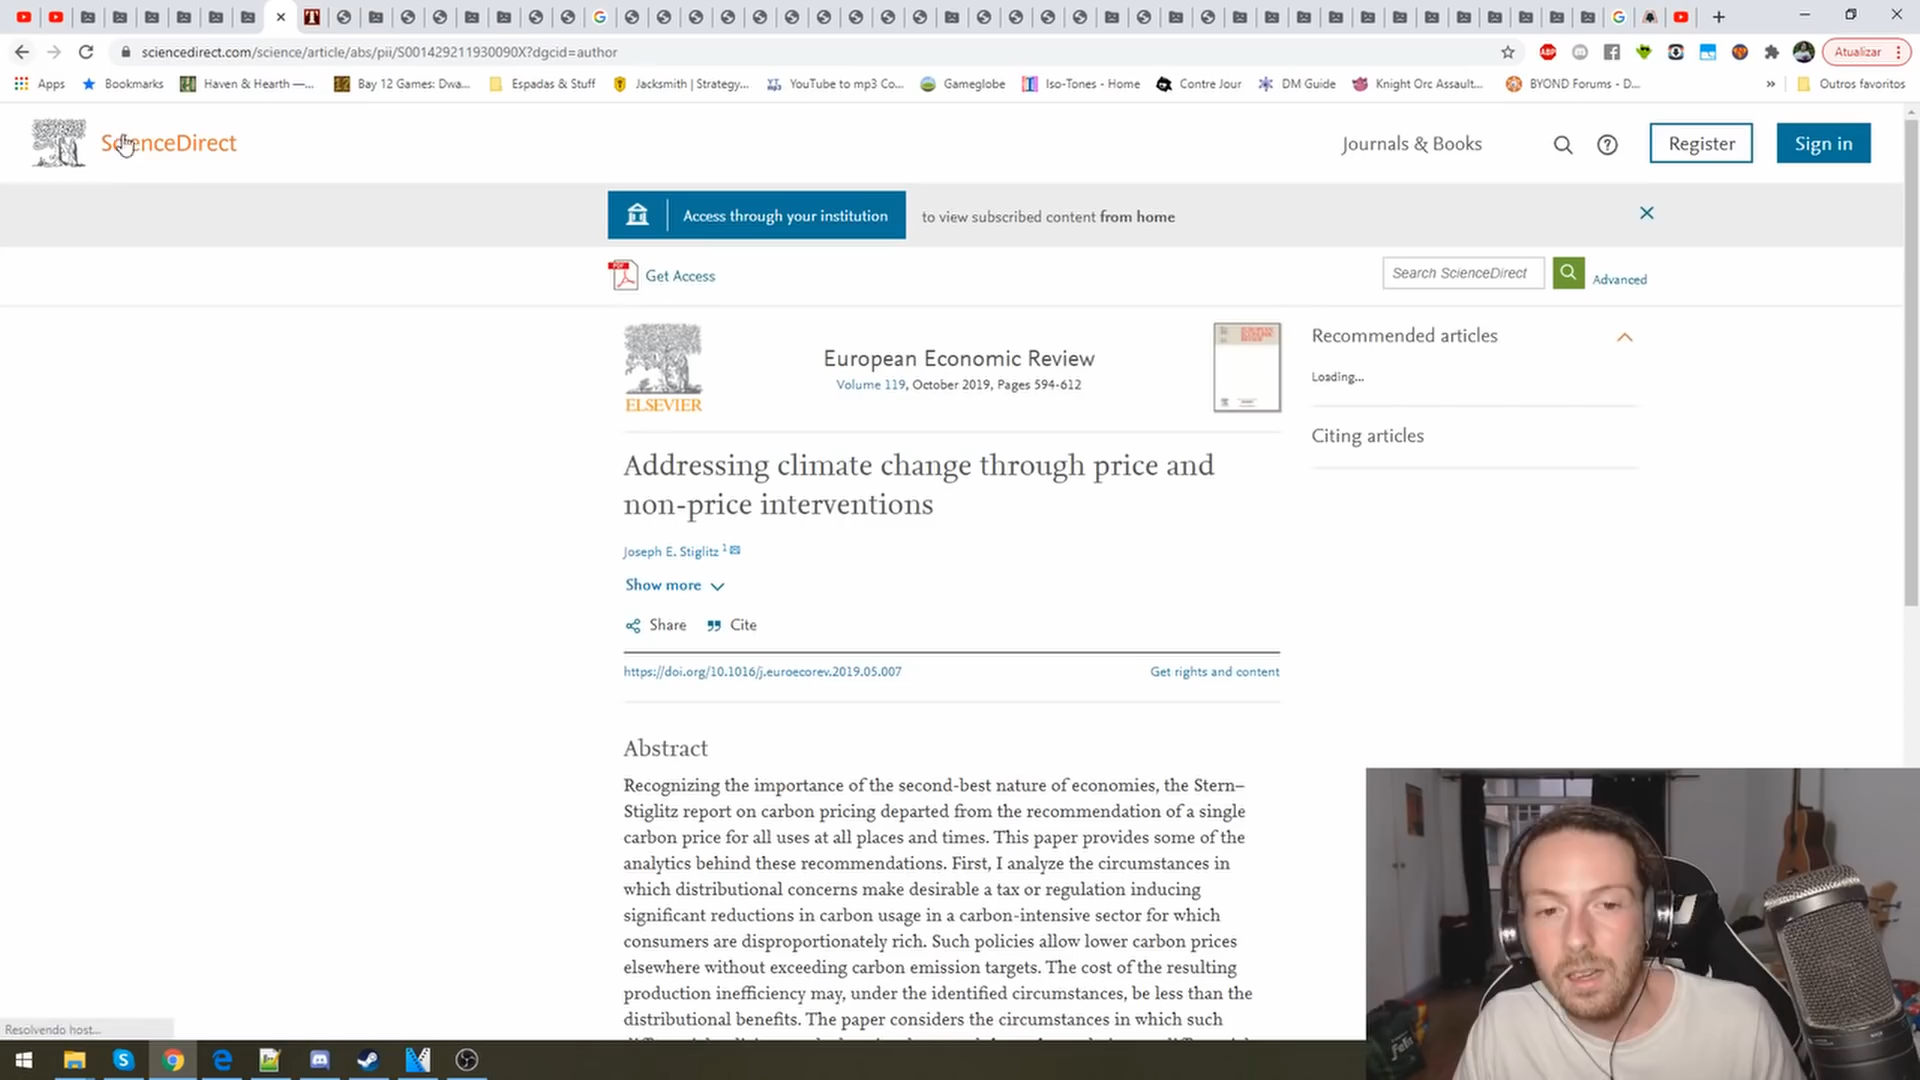 sciencedirect.com/science/article/abs/pii/S001429211930090X?dgcid=author
Atualizar
Apps
Bookmarks
Haven & Hearth —...
Bay 12 Games: Dwa...
Espadas & Stuff
Jacksmith | Strategy...
YouTube to mp3 Co...
Gameglobe
Iso-Tones - Home
Contre Jour
DM Guide
Knight Orc Assault...
BYOND Forums - D...
»
Outros favoritos
ScienceDirect
Journals & Books
Register
Sign in
Access through your institution
to view subscribed content from home
Get Access
Search ScienceDirect
Advanced
ELSEVIER
European Economic Review
Volume 119, October 2019, Pages 594-612
EUROPEAN ECONOMIC REVIEW
Recommended articles
Loading...
Citing articles
Addressing climate change through price and
non-price interventions
Joseph E. Stiglitz 1
Show more
Share
Cite
https://doi.org/10.1016/j.euroecorev.2019.05.007
Get rights and content
Abstract
Recognizing the importance of the second-best nature of economies, the Stern–
Stiglitz report on carbon pricing departed from the recommendation of a single
carbon price for all uses at all places and times. This paper provides some of the
analytics behind these recommendations. First, I analyze the circumstances in
which distributional concerns make desirable a tax or regulation inducing
significant reductions in carbon usage in a carbon-intensive sector for which
consumers are disproportionately rich. Such policies allow lower carbon prices
elsewhere without exceeding carbon emission targets. The cost of the resulting
production inefficiency may, under the identified circumstances, be less than the
distributional benefits. The paper considers the circumstances in which such
Resolvendo host...